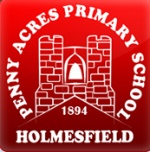 PENNY ACRES PRIMARY SCHOOL
1894
HOLMESFIELD